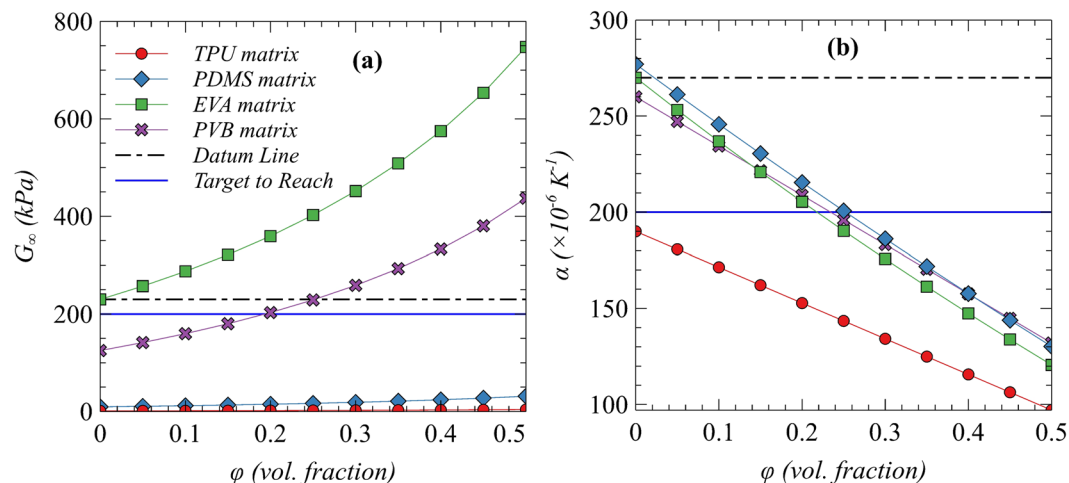 800
600
400
200
0
G∞ (kPa)
(a)
TPU matrix
PDMS matrix
EVA matrix
PVB matrix
Datum Line
Target to Reach
0 0.1 0.2 0.3 0.4 0.5
φ (vol. fraction)
300
250
200
150
100
α (×10⁻⁶ K⁻¹)
(b)
0 0.1 0.2 0.3 0.4 0.5
φ (vol. fraction)